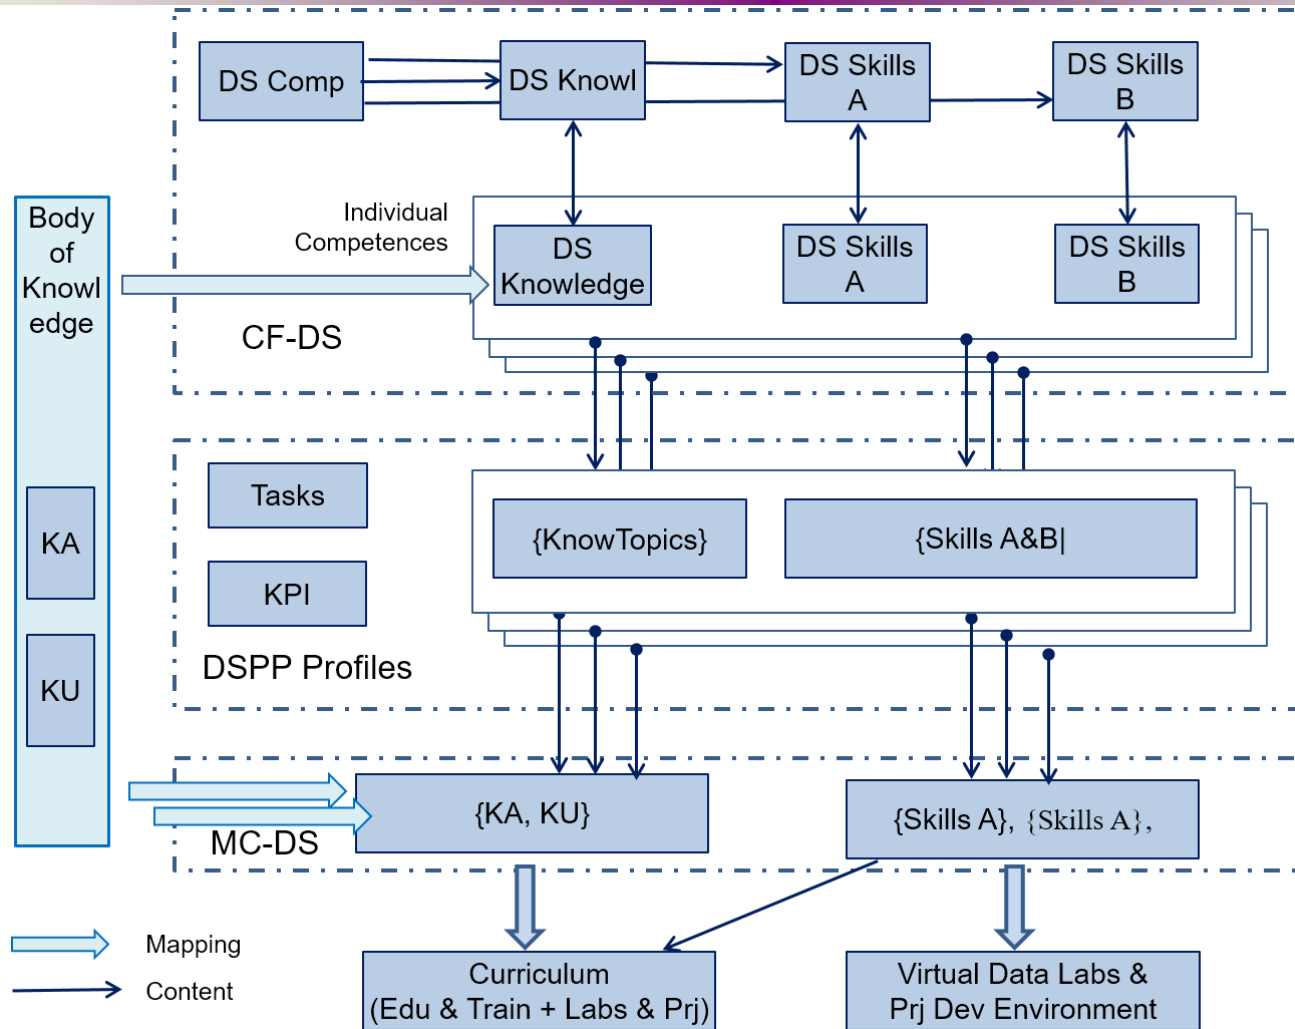 DS Comp
DS Knowl
DS Skills
A
DS Skills
B
Body
of
Knowl
edge
Individual
Competences
DS
Knowledge
DS Skills
A
DS Skills
B
CF-DS
KA
KU
Tasks
KPI
{KnowTopics}
{Skills A&B|
DSPP Profiles
{KA, KU}
{Skills A}, {Skills A},
MC-DS
Mapping
Content
Curriculum
(Edu & Train + Labs & Prj)
Virtual Data Labs &
Prj Dev Environment